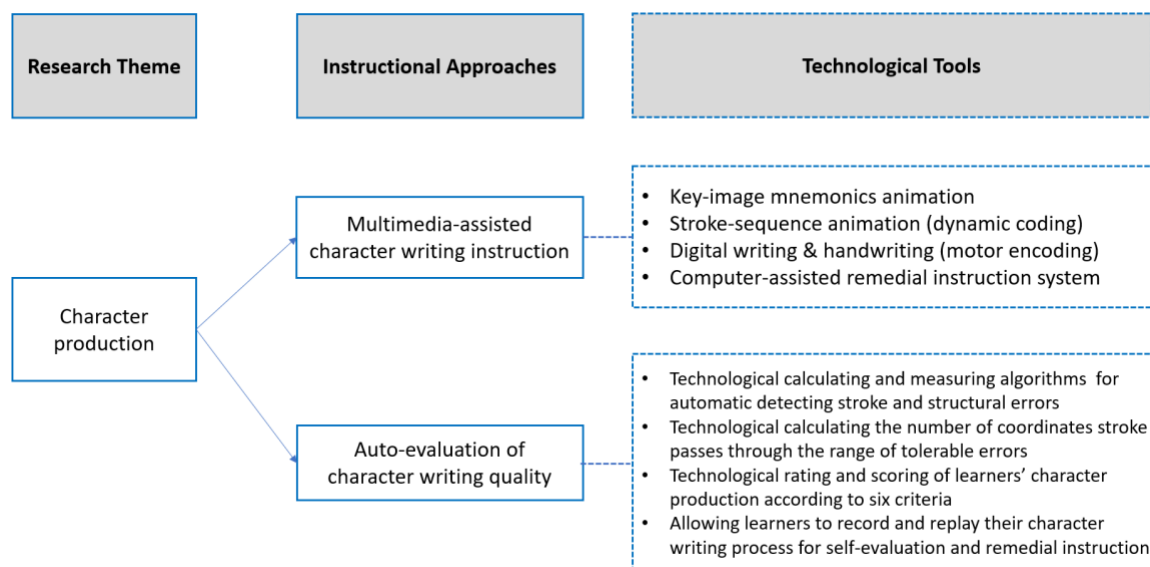 Research Theme
Instructional Approaches
Technological Tools
Character
production
Multimedia-assisted
character writing instruction
• Key-image mnemonics animation
• Stroke-sequence animation (dynamic coding)
• Digital writing & handwriting (motor encoding)
• Computer-assisted remedial instruction system
Auto-evaluation of
character writing quality
• Technological calculating and measuring algorithms for
automatic detecting stroke and structural errors
• Technological calculating the number of coordinates stroke
passes through the range of tolerable errors
• Technological rating and scoring of learners’ character
production according to six criteria
• Allowing learners to record and replay their character
writing process for self-evaluation and remedial instruction